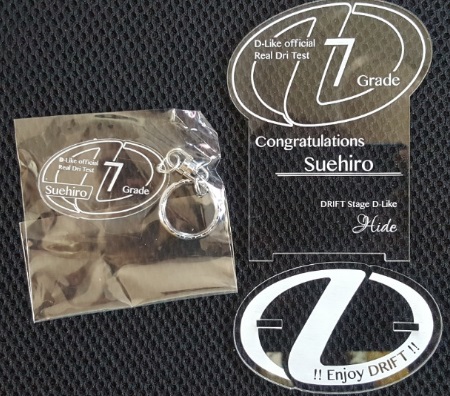 D-Like official
Real Dri Test
7
Grade
Suehiro
D-Like official
Real Dri Test
7
Grade
Congratulations
Suehiro
DRIFT Stage D-Like
Hide
!! Enjoy DRIFT !!